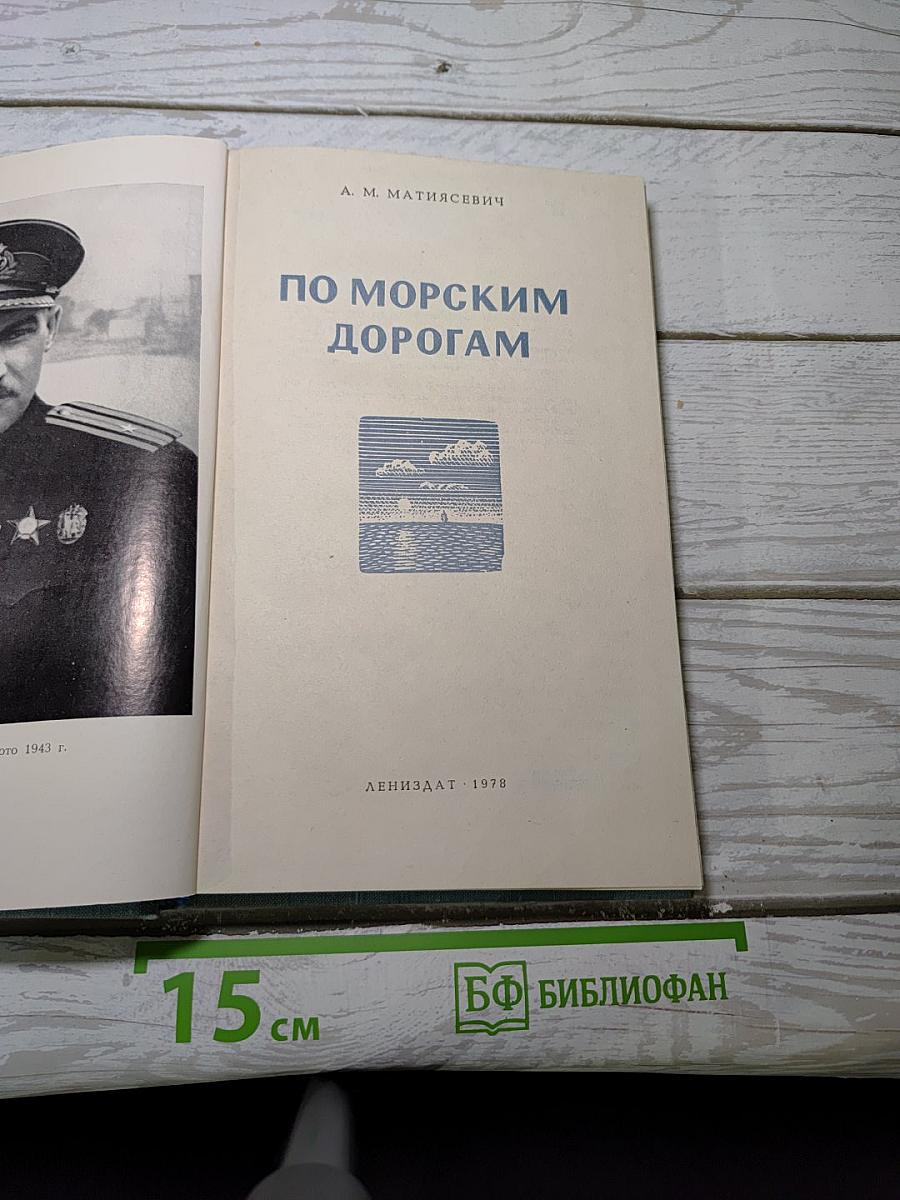 А. М. МАТИЯСЕВИЧ
ПО МОРСКИМ
ДОРОГАМ
1943 г.
ЛЕНИЗДАТ · 1978
15 см
БФ БИБЛИОФАН